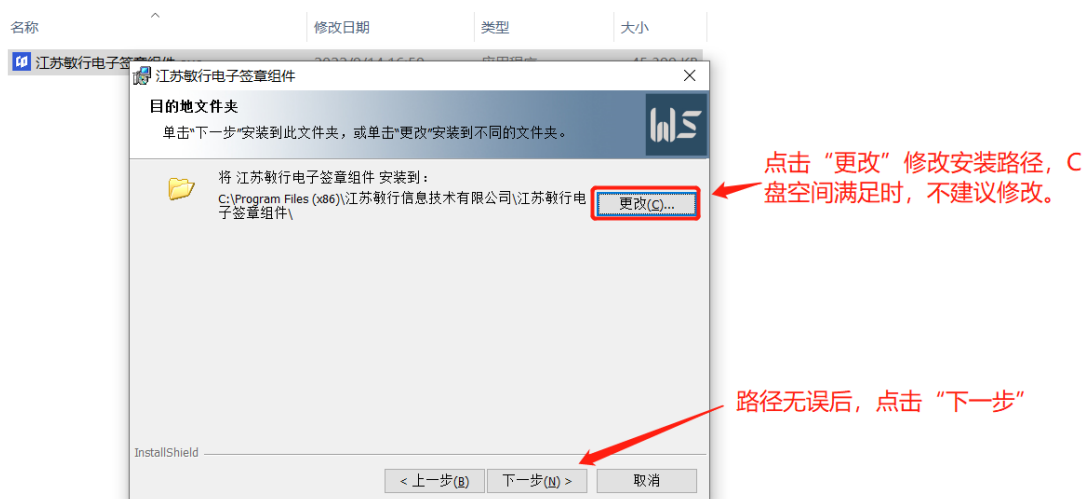 名称 修改日期 类型 大小
江苏敏行电子签章组件.exe
江苏敏行电子签章组件
目的地文件夹
单击“下一步”安装到此文件夹，或单击“更改”安装到不同的文件夹。
将 江苏敏行电子签章组件 安装到：
C:\Program Files (x86)\江苏敏行信息技术有限公司\江苏敏行电
子签章组件\
更改(C)...
点击“更改”修改安装路径，C
盘空间满足时，不建议修改。
路径无误后，点击“下一步”
InstallShield
< 上一步(B) 下一步(N) > 取消